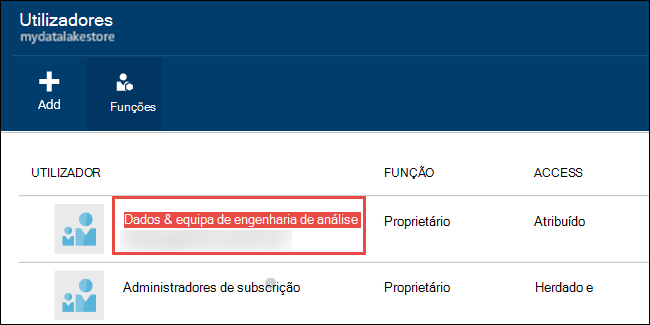 Utilizadores
mydatalakestore
Add
Funções
UTILIZADOR
FUNÇÃO
ACCESS
Dados & equipa de engenharia de análise
Proprietário
Atribuído
Administradores de subscrição
Proprietário
Herdado e